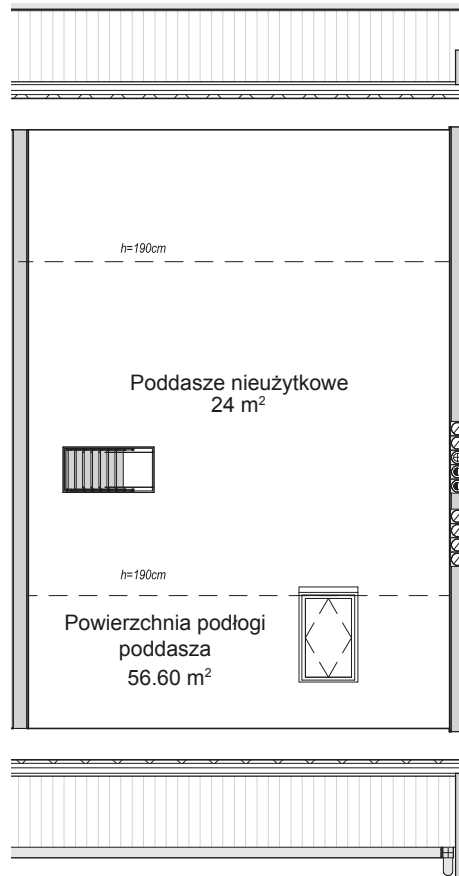 h=190cm
Poddasze nieużytkowe
24 m²
h=190cm
Powierzchnia podłogi
poddasza
56.60 m²